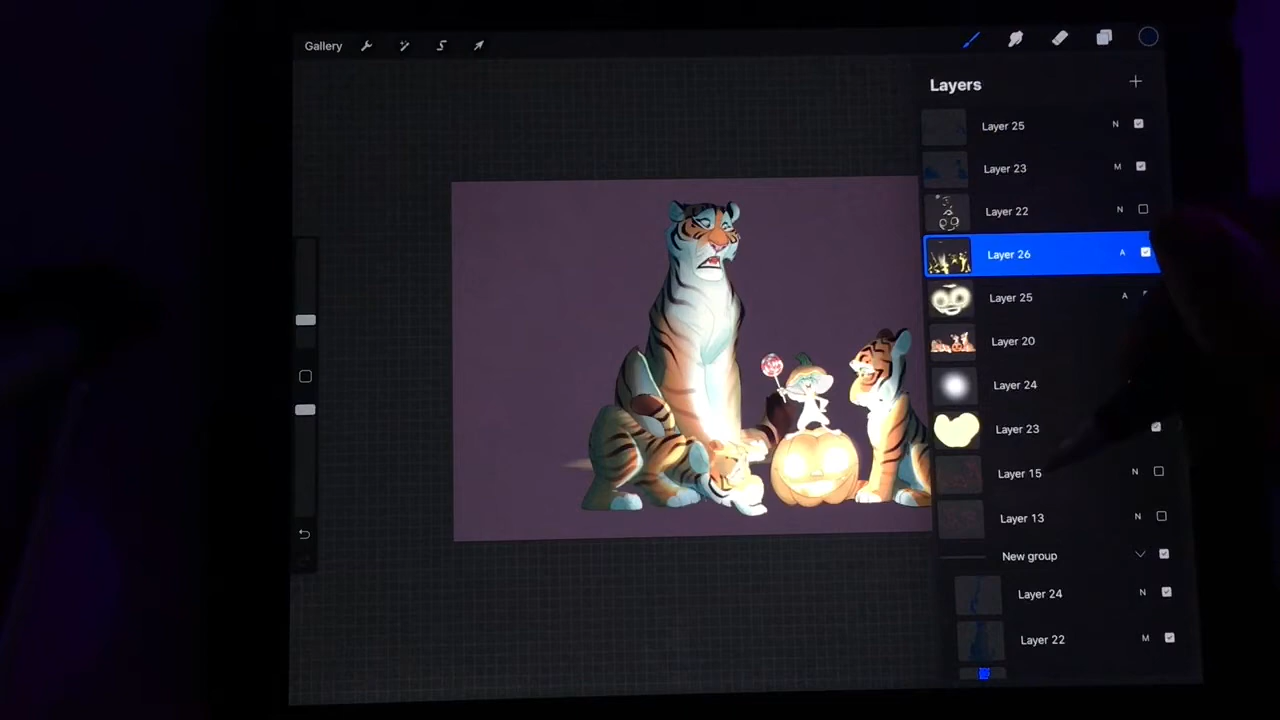 Gallery
Layers
Layer 25 N
Layer 23 M
Layer 22 N
Layer 26 A
Layer 25 A
Layer 20
Layer 24
Layer 23
Layer 15 N
Layer 13 N
New group
Layer 24 N
Layer 22 M